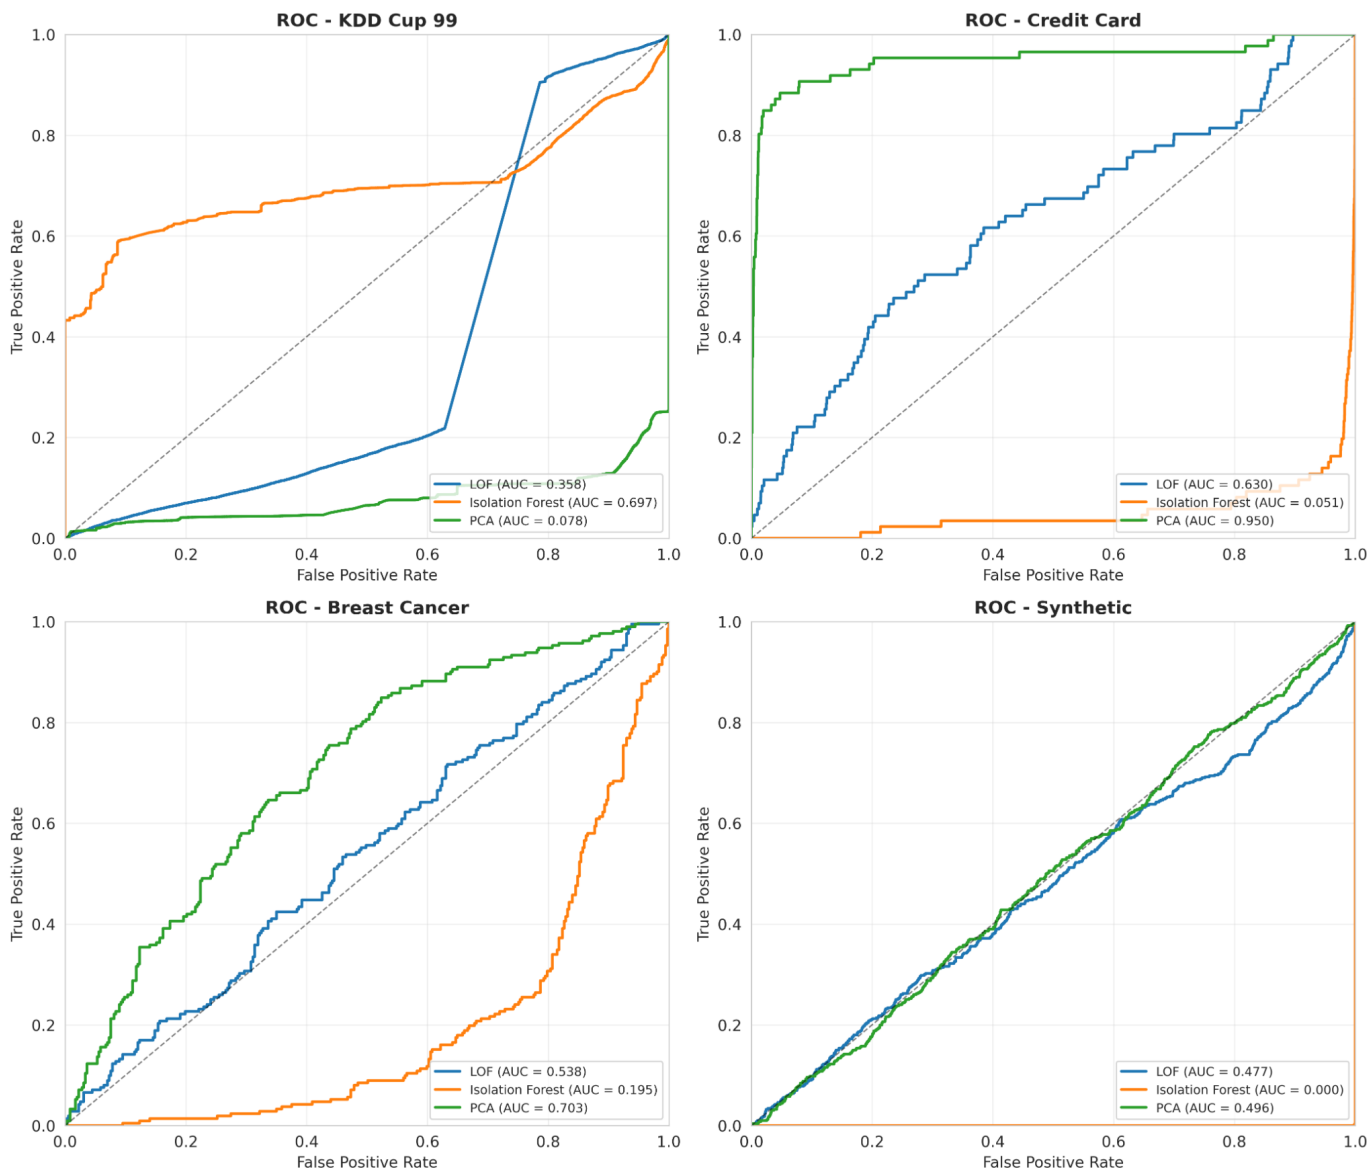 ROC - KDD Cup 99
True Positive Rate
1.0
0.8
0.6
0.4
0.2
0.0
LOF (AUC = 0.358)
Isolation Forest (AUC = 0.697)
PCA (AUC = 0.078)
0.0 0.2 0.4 0.6 0.8 1.0
False Positive Rate
ROC - Credit Card
True Positive Rate
1.0
0.8
0.6
0.4
0.2
0.0
LOF (AUC = 0.630)
Isolation Forest (AUC = 0.051)
PCA (AUC = 0.950)
0.0 0.2 0.4 0.6 0.8 1.0
False Positive Rate
ROC - Breast Cancer
True Positive Rate
1.0
0.8
0.6
0.4
0.2
0.0
LOF (AUC = 0.538)
Isolation Forest (AUC = 0.195)
PCA (AUC = 0.703)
0.0 0.2 0.4 0.6 0.8 1.0
False Positive Rate
ROC - Synthetic
True Positive Rate
1.0
0.8
0.6
0.4
0.2
0.0
LOF (AUC = 0.477)
Isolation Forest (AUC = 0.000)
PCA (AUC = 0.496)
0.0 0.2 0.4 0.6 0.8 1.0
False Positive Rate